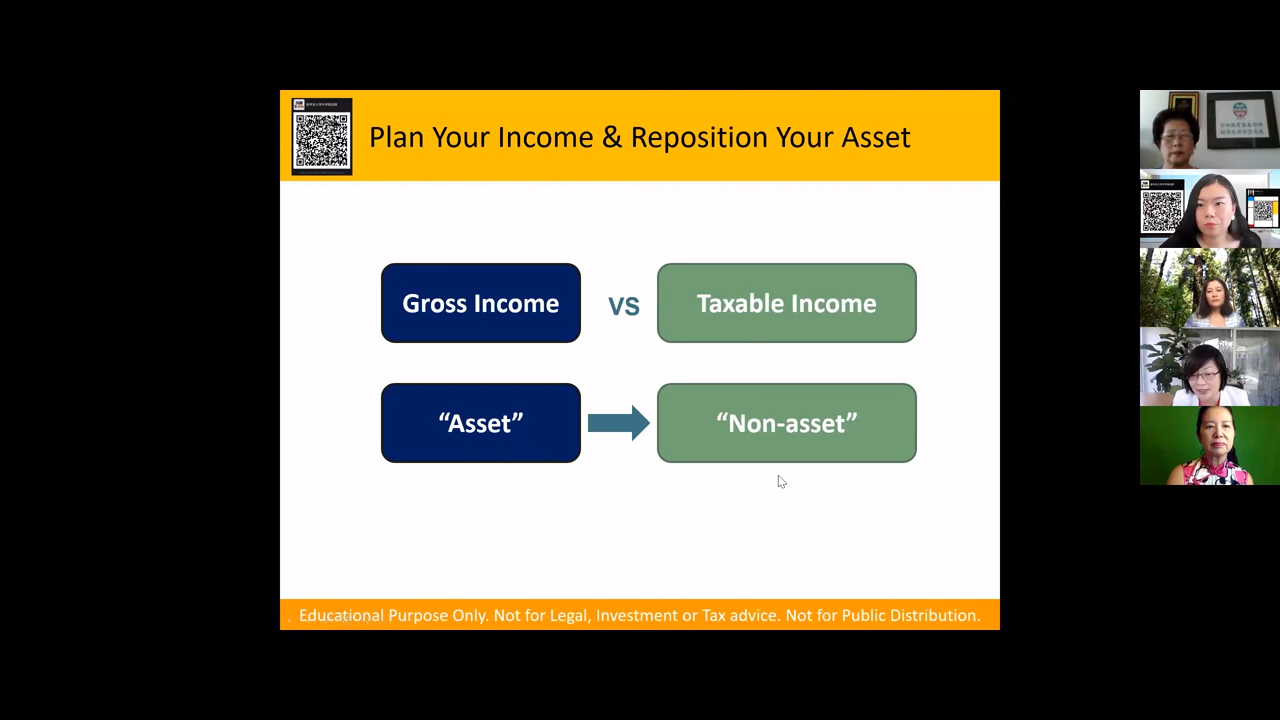 Plan Your Income & Reposition Your Asset
Gross Income
VS
Taxable Income
“Asset”
“Non-asset”
Educational Purpose Only. Not for Legal, Investment or Tax advice. Not for Public Distribution.